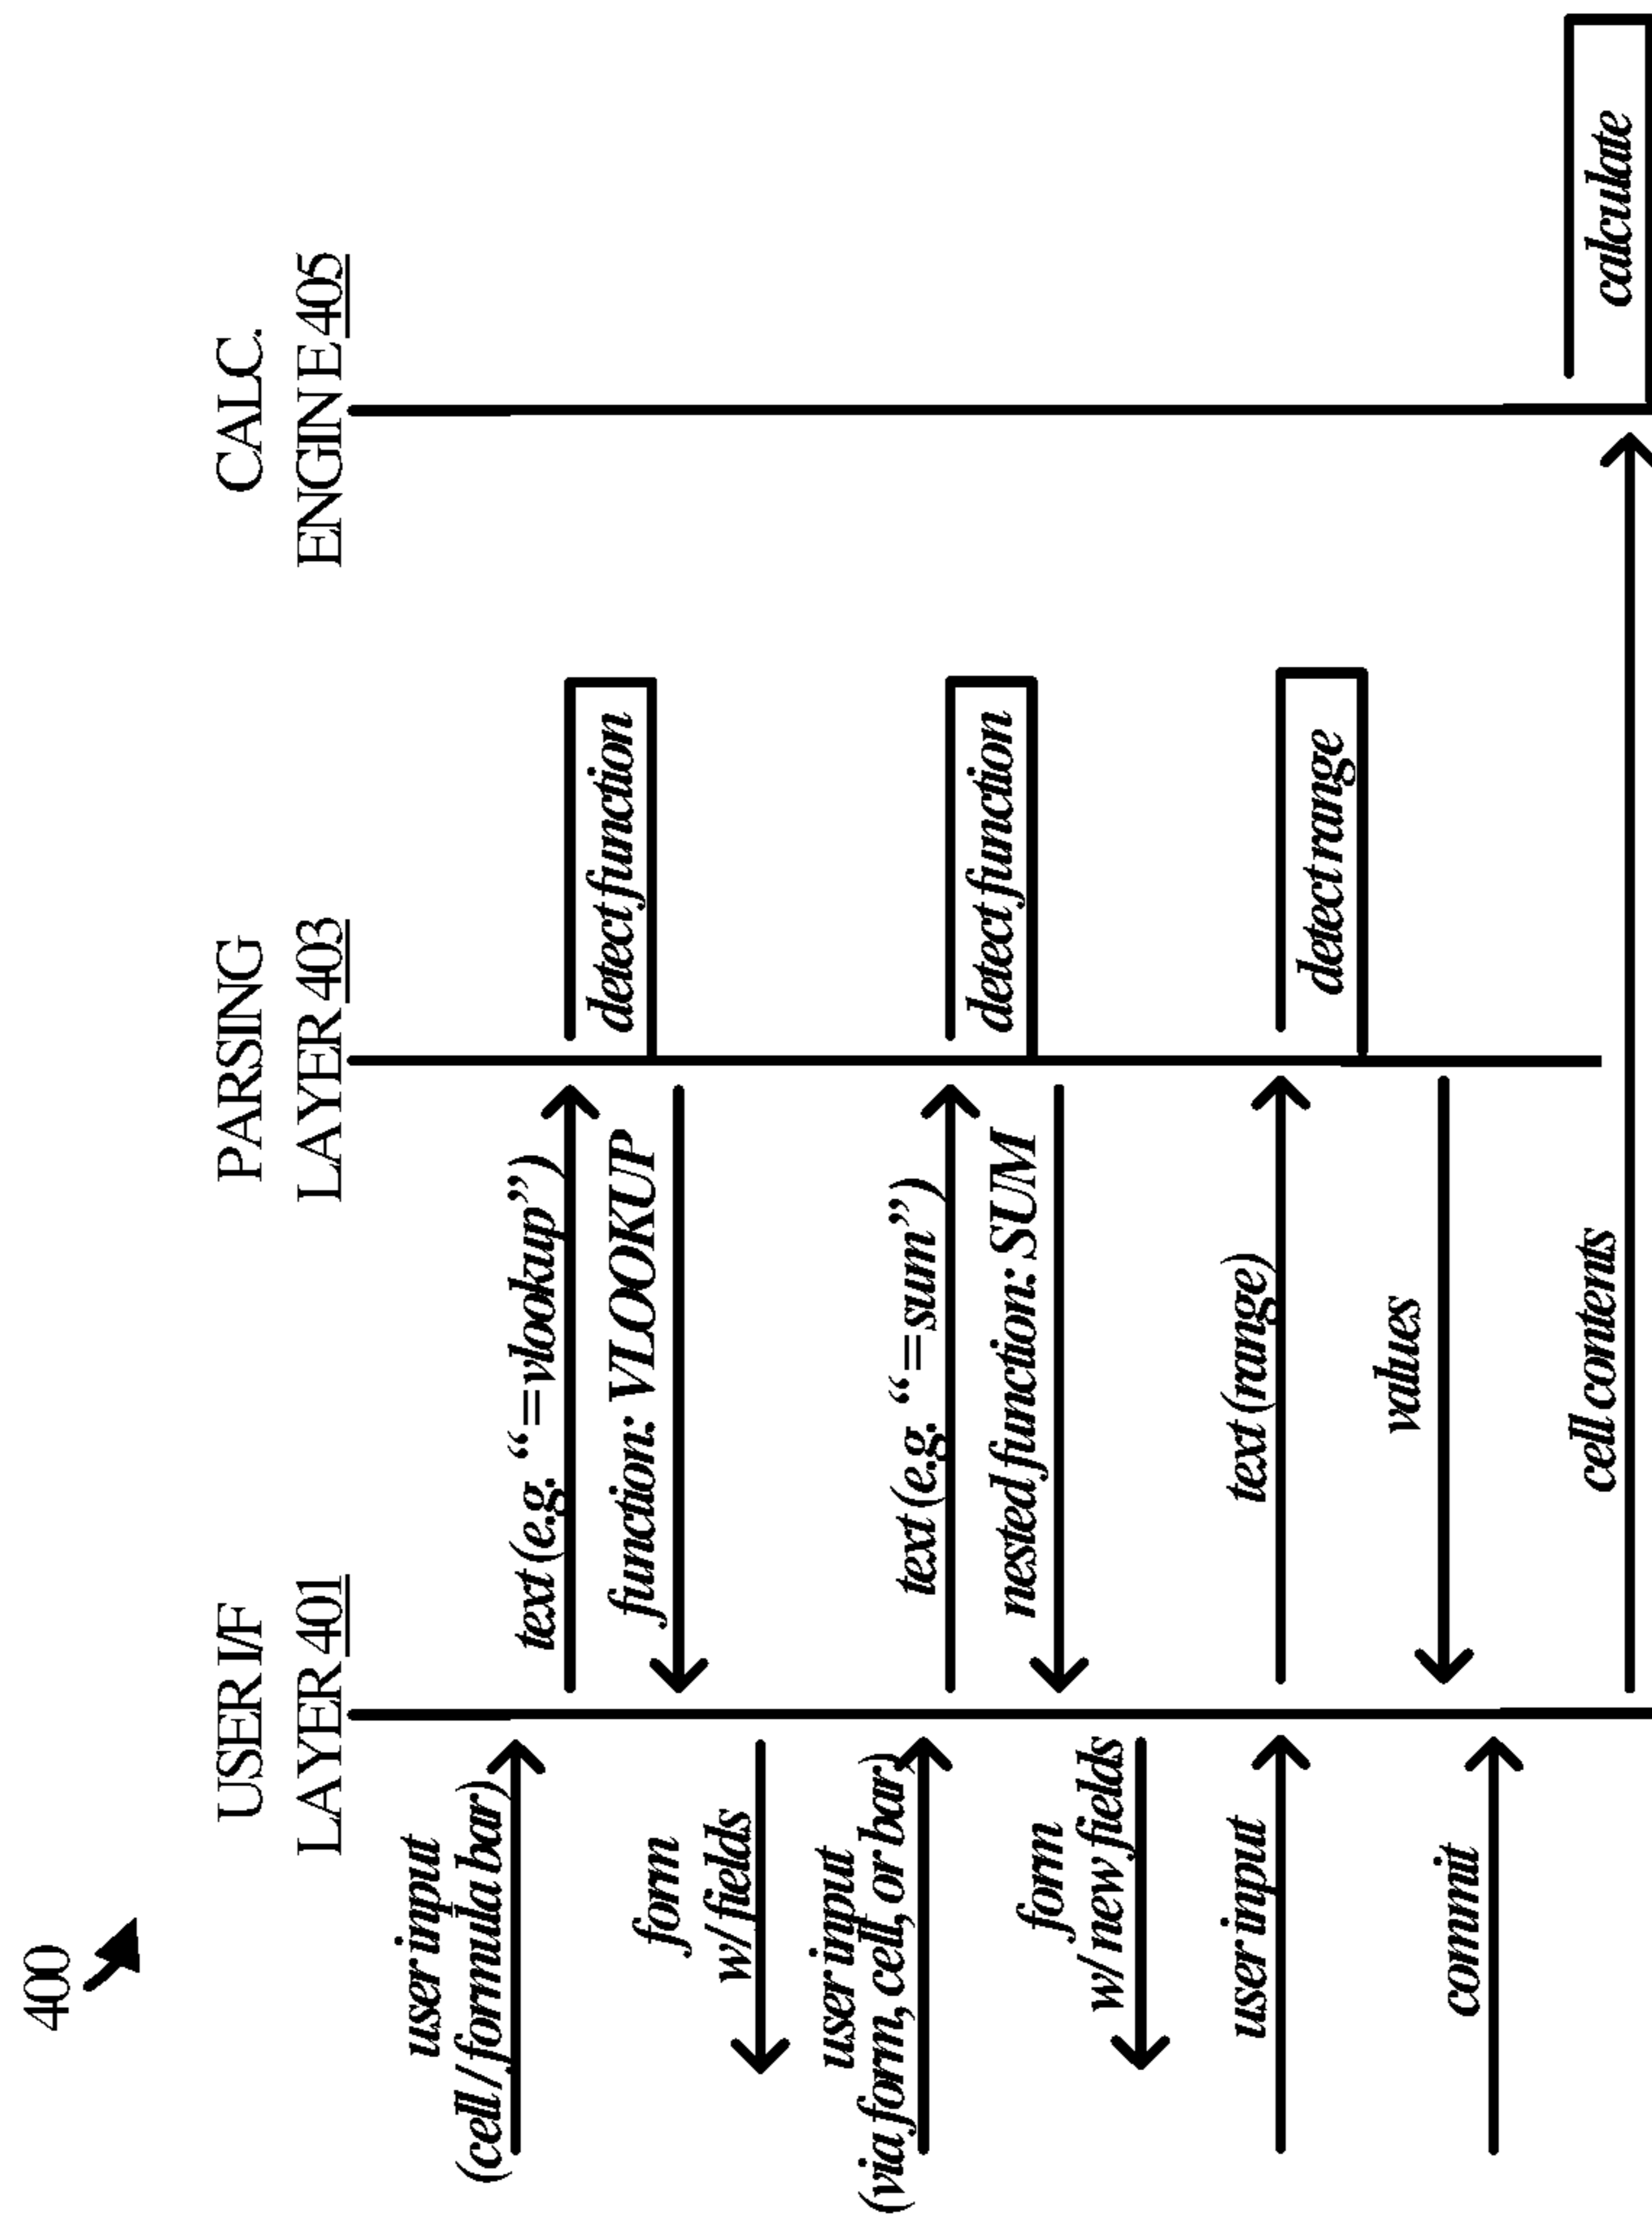 400
USER I/F
LAYER 401
PARSING
LAYER 403
CALC.
ENGINE 405
user input
(cell / formula bar)
text (e.g. “=vlookup”)
detect function
function: VLOOKUP
form
w/ fields
user input
(via form, cell, or bar)
text (e.g. “=sum”)
detect function
nested function: SUM
form
w/ new fields
user input
text (range)
detect range
values
commit
cell contents
calculate